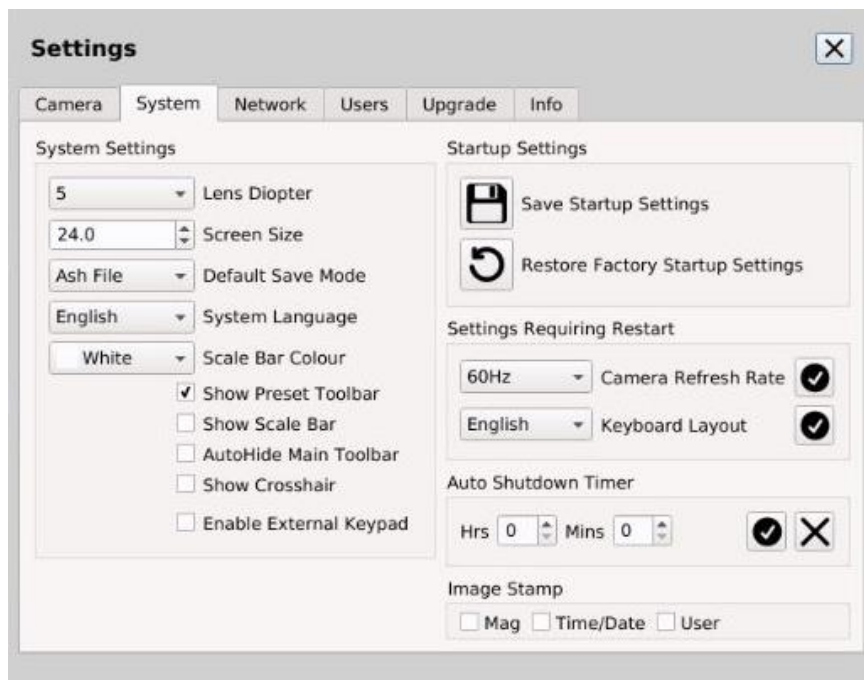 Settings
Camera System Network Users Upgrade Info
System Settings
5 Lens Diopter
24.0 Screen Size
Ash File Default Save Mode
English System Language
White Scale Bar Colour
Show Preset Toolbar
Show Scale Bar
AutoHide Main Toolbar
Show Crosshair
Enable External Keypad
Startup Settings
Save Startup Settings
Restore Factory Startup Settings
Settings Requiring Restart
60Hz Camera Refresh Rate
English Keyboard Layout
Auto Shutdown Timer
Hrs 0 Mins 0
Image Stamp
Mag Time/Date User